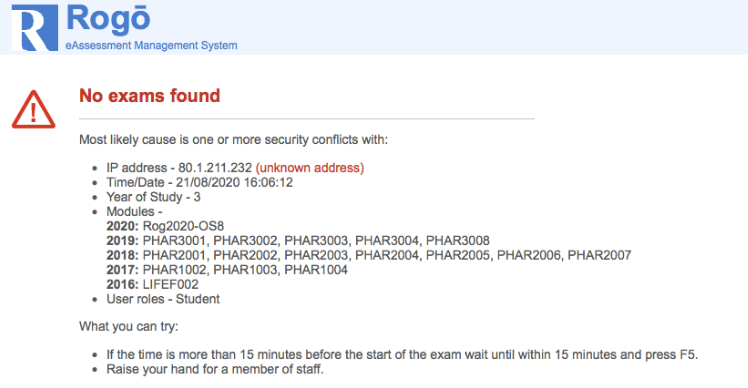 R Rogō
eAssessment Management System
No exams found
Most likely cause is one or more security conflicts with:
• IP address - 80.1.211.232 (unknown address)
• Time/Date - 21/08/2020 16:06:12
• Year of Study - 3
• Modules -
2020: Rog2020-OS8
2019: PHAR3001, PHAR3002, PHAR3003, PHAR3004, PHAR3008
2018: PHAR2001, PHAR2002, PHAR2003, PHAR2004, PHAR2005, PHAR2006, PHAR2007
2017: PHAR1002, PHAR1003, PHAR1004
2016: LIFEF002
• User roles - Student
What you can try:
• If the time is more than 15 minutes before the start of the exam wait until within 15 minutes and press F5.
• Raise your hand for a member of staff.